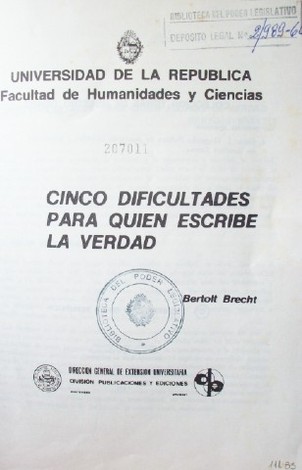 BIBLIOTECA DEL PODER LEGISLATIVO
DEPOSITO LEGAL Nº
UNIVERSIDAD DE LA REPUBLICA
Facultad de Humanidades y Ciencias
207011
CINCO DIFICULTADES
PARA QUIEN ESCRIBE
LA VERDAD
Bertolt Brecht
BIBLIOTECA DEL PODER LEGISLATIVO
DIRECCION GENERAL DE EXTENSION UNIVERSITARIA
DIVISION PUBLICACIONES Y EDICIONES